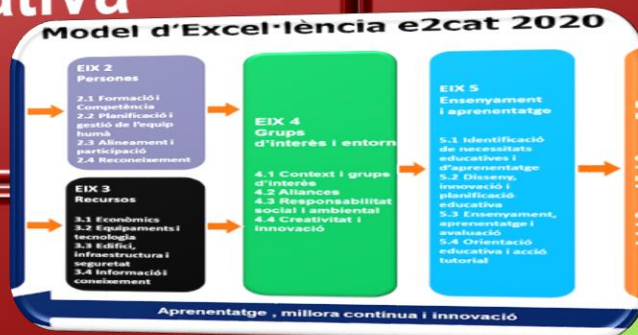 Model d'Excel·lència e2cat 2020
EIX 2
Persones
2.1 Formació i
Competència
2.2 Planificació i
gestió de l'equip
humà
2.3 Alineament i
participació
2.4 Reconeixement
EIX 3
Recursos
3.1 Econòmics
3.2 Equipaments i
tecnologia
3.3 Edifici,
infraestructura i
seguretat
3.4 Informació i
coneixement
EIX 4
Grups
d'interès i entorn
4.1 Context i grups
d'interès
4.2 Aliances
4.3 Responsabilitat
social i ambiental
4.4 Creativitat i
innovació
EIX 5
Ensenyament
i aprenentatge
5.1 Identificació
de necessitats
educatives i
d'aprenentatge
5.2 Disseny,
innovació i
planificació
educativa
5.3 Ensenyament,
aprenentatge i
avaluació
5.4 Orientació
educativa i acció
tutorial
Aprenentatge , millora contínua i innovació